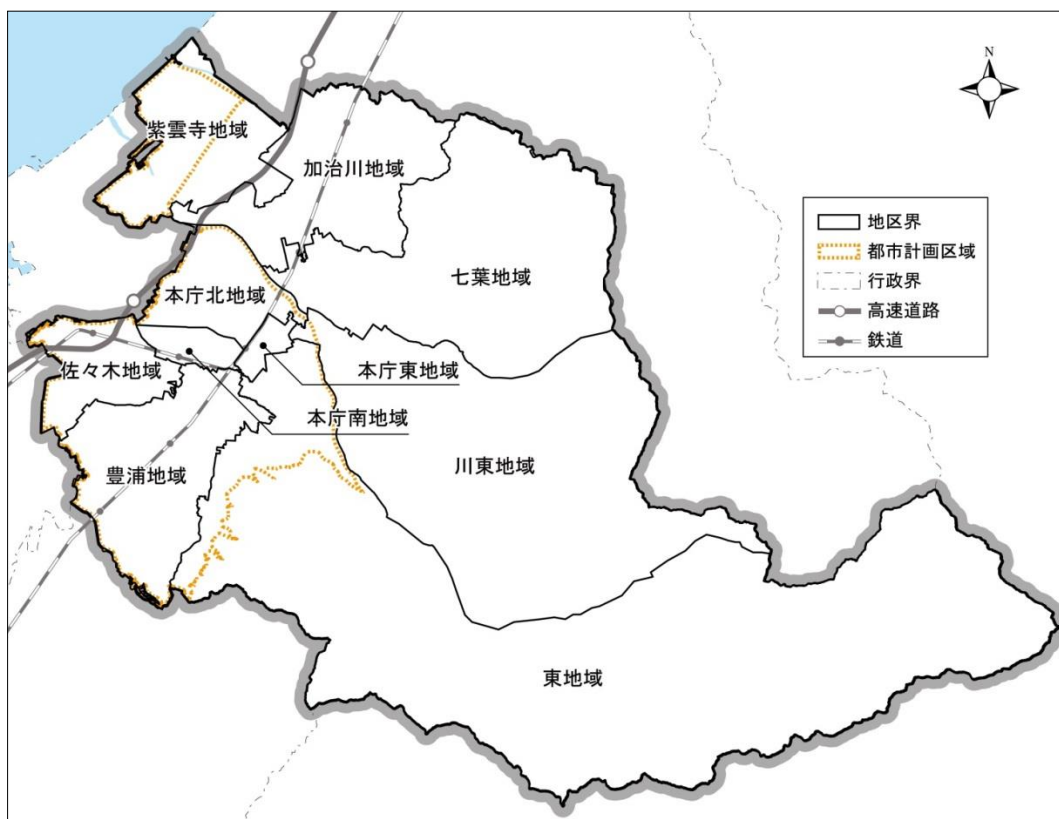 N
紫雲寺地域
加治川地域
地区界
都市計画区域
行政界
高速道路
鉄道
七葉地域
本庁北地域
佐々木地域
本庁東地域
本庁南地域
豊浦地域
川東地域
東地域